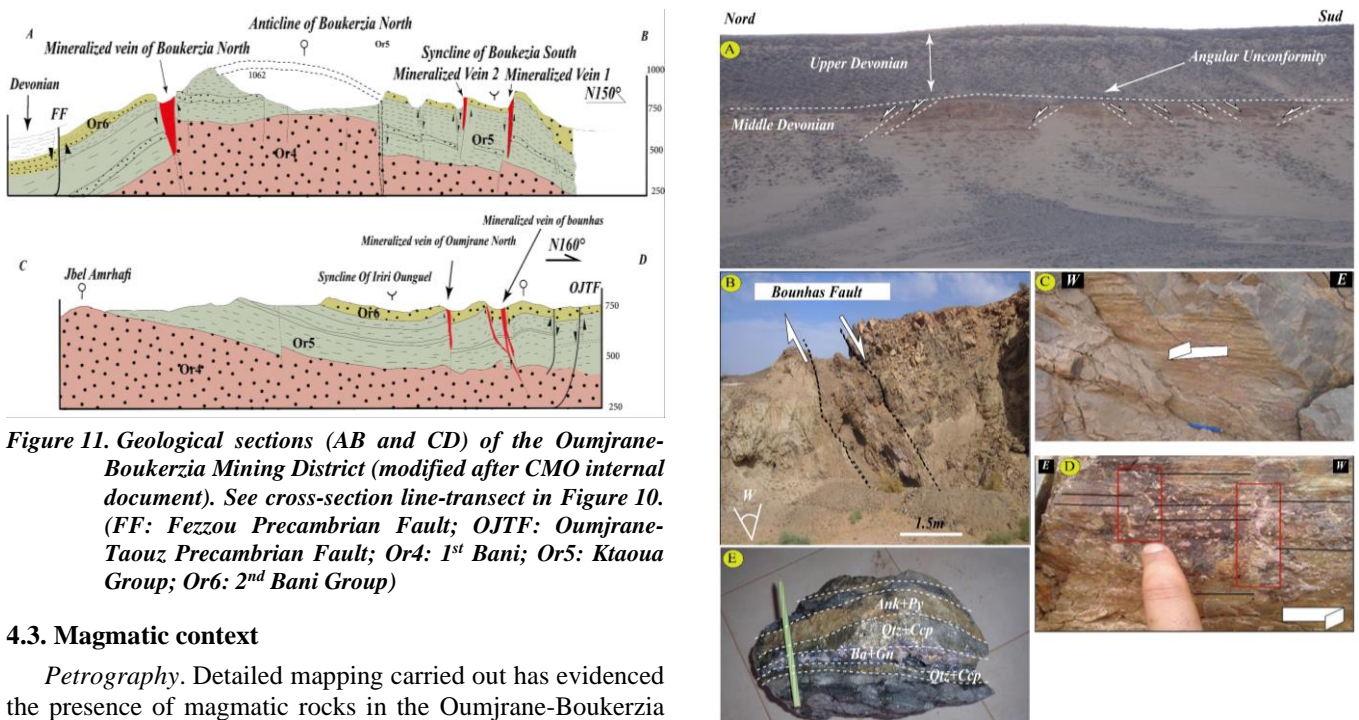 Anticline of Boukerzia North
A
Mineralized vein of Boukerzia North
Or5
B
Syncline of Boukezia South
Mineralized Vein 2
Mineralized Vein 1
Devonian
FF
1062
1000
N150°
750
Or6
Or5
500
Or4
250
Mineralized vein of bounhas
Mineralized vein of Oumjrane North
N160°
C
D
Jbel Amrhafi
Syncline Of Iriri Ounguel
OJTF
750
Or6
Or5
500
Or4
250
Figure 11. Geological sections (AB and CD) of the Oumjrane-
Boukerzia Mining District (modified after CMO internal
document). See cross-section line-transect in Figure 10.
(FF: Fezzou Precambrian Fault; OJTF: Oumjrane-
Taouz Precambrian Fault; Or4: 1st Bani; Or5: Ktaoua
Group; Or6: 2nd Bani Group)
4.3. Magmatic context
Petrography. Detailed mapping carried out has evidenced
the presence of magmatic rocks in the Oumjrane-Boukerzia
Nord
Sud
A
Upper Devonian
Angular Unconformity
Middle Devonian
B
Bounhas Fault
W
1.5m
C
W
E
E
D
W
E
Ank+Py
Qtz+Ccp
Ba+Gn
Qtz+Ccp